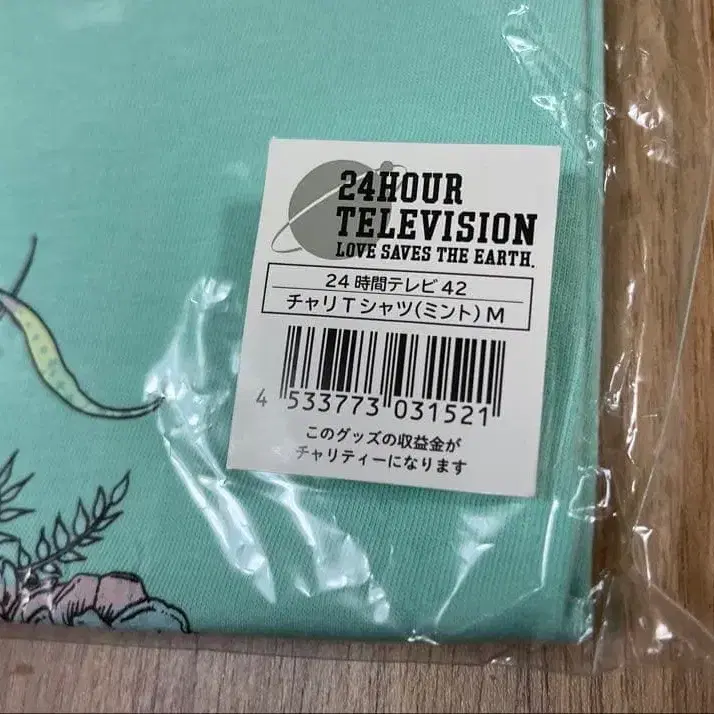 24HOUR
TELEVISION
LOVE SAVES THE EARTH.
24時間テレビ42
チャリTシャツ(ミント)M
4 533773 031521
このグッズの収益金が
チャリティーになります